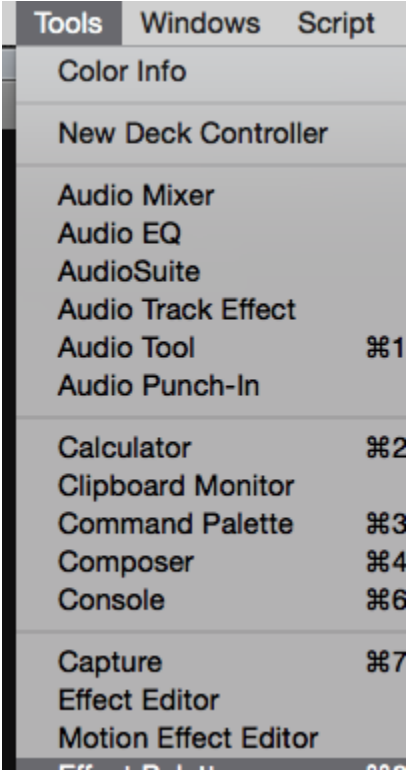 Tools Windows Script
Color Info
New Deck Controller
Audio Mixer
Audio EQ
AudioSuite
Audio Track Effect
Audio Tool ⌘1
Audio Punch-In
Calculator ⌘2
Clipboard Monitor
Command Palette ⌘3
Composer ⌘4
Console ⌘6
Capture ⌘7
Effect Editor
Motion Effect Editor